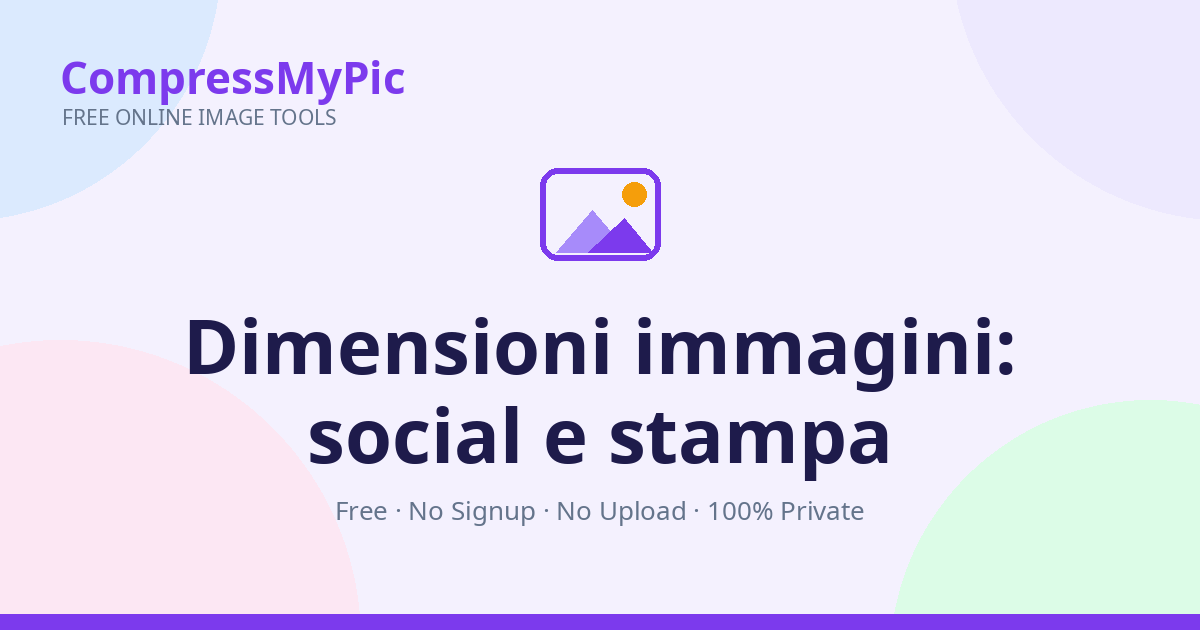 CompressMyPic
FREE ONLINE IMAGE TOOLS
Dimensioni immagini:
social e stampa
Free · No Signup · No Upload · 100% Private